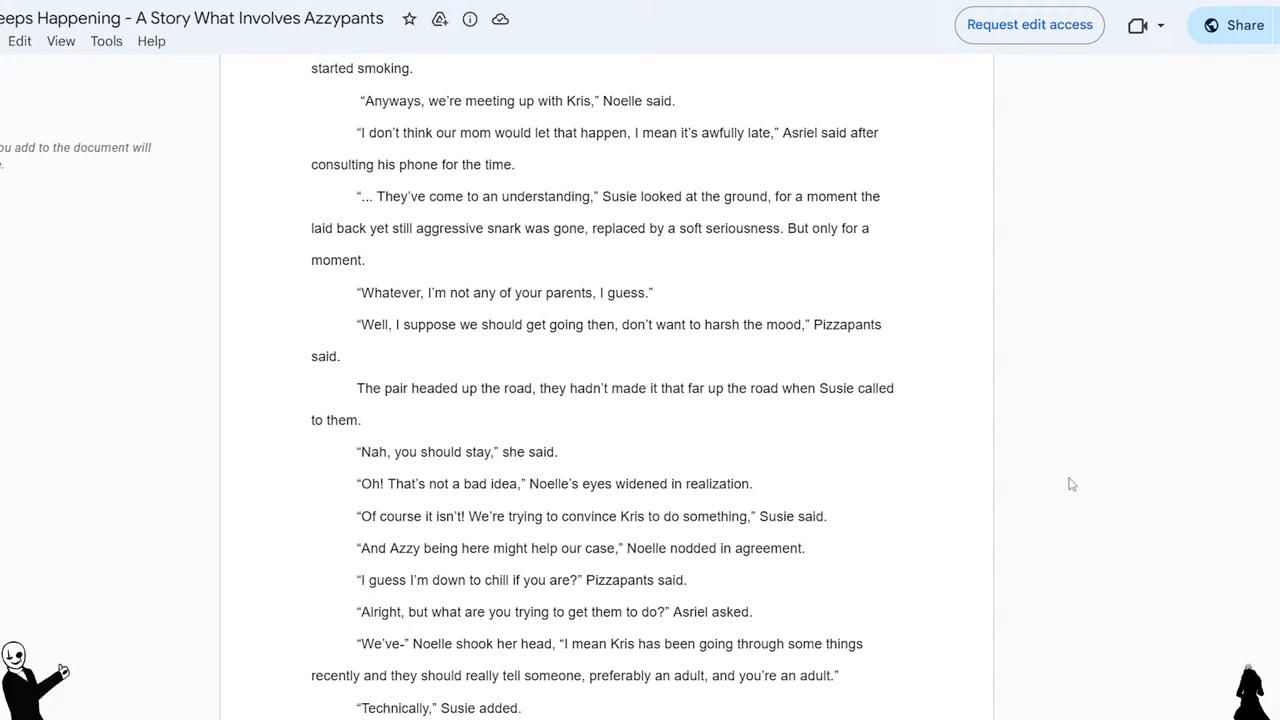 eeps Happening - A Story What Involves Azzypants
Request edit access
Share
Edit View Tools Help
started smoking.
“Anyways, we’re meeting up with Kris,” Noelle said.
“I don’t think our mom would let that happen, I mean it’s awfully late,” Asriel said after
consulting his phone for the time.
“... They’ve come to an understanding,” Susie looked at the ground, for a moment the
laid back yet still aggressive snark was gone, replaced by a soft seriousness. But only for a
moment.
“Whatever, I’m not any of your parents, I guess.”
“Well, I suppose we should get going then, don’t want to harsh the mood,” Pizzapants
said.
The pair headed up the road, they hadn’t made it that far up the road when Susie called
to them.
“Nah, you should stay,” she said.
“Oh! That’s not a bad idea,” Noelle’s eyes widened in realization.
“Of course it isn’t! We’re trying to convince Kris to do something,” Susie said.
“And Azzy being here might help our case,” Noelle nodded in agreement.
“I guess I’m down to chill if you are?” Pizzapants said.
“Alright, but what are you trying to get them to do?” Asriel asked.
“We’ve-” Noelle shook her head, “I mean Kris has been going through some things
recently and they should really tell someone, preferably an adult, and you’re an adult.”
“Technically,” Susie added.
ou add to the document will
e.